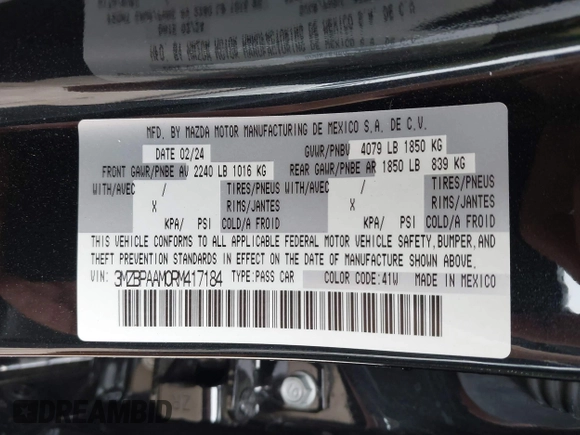 MFD. BY MAZDA MOTOR MANUFACTURING DE MEXICO S.A. DE C.V.
DATE 02/24 GVWR/PNBV 4079 LB 1850 KG
FRONT GAWR/PNBE AV 2240 LB 1016 KG REAR GAWR/PNBE AR 1850 LB 839 KG
WITH/AVEC / TIRES/PNEUS WITH/AVEC / TIRES/PNEUS
X RIMS/JANTES X RIMS/JANTES
KPA/ PSI COLD/A FROID KPA/ PSI COLD/A FROID
THIS VEHICLE CONFORMS TO ALL APPLICABLE FEDERAL MOTOR VEHICLE SAFETY, BUMPER, AND
THEFT PREVENTION STANDARDS IN EFFECT ON THE DATE OF MANUFACTURE SHOWN ABOVE.
VIN: 3MZBPAAM0RM417184 TYPE:PASS CAR COLOR CODE:41W MADE IN MEXICO
DREAMBID